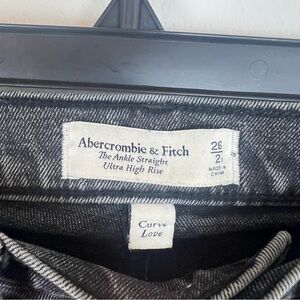 Abercrombie & Fitch
The Ankle Straight
Ultra High Rise
26
2
MADE IN
CHINA
Curve
Love